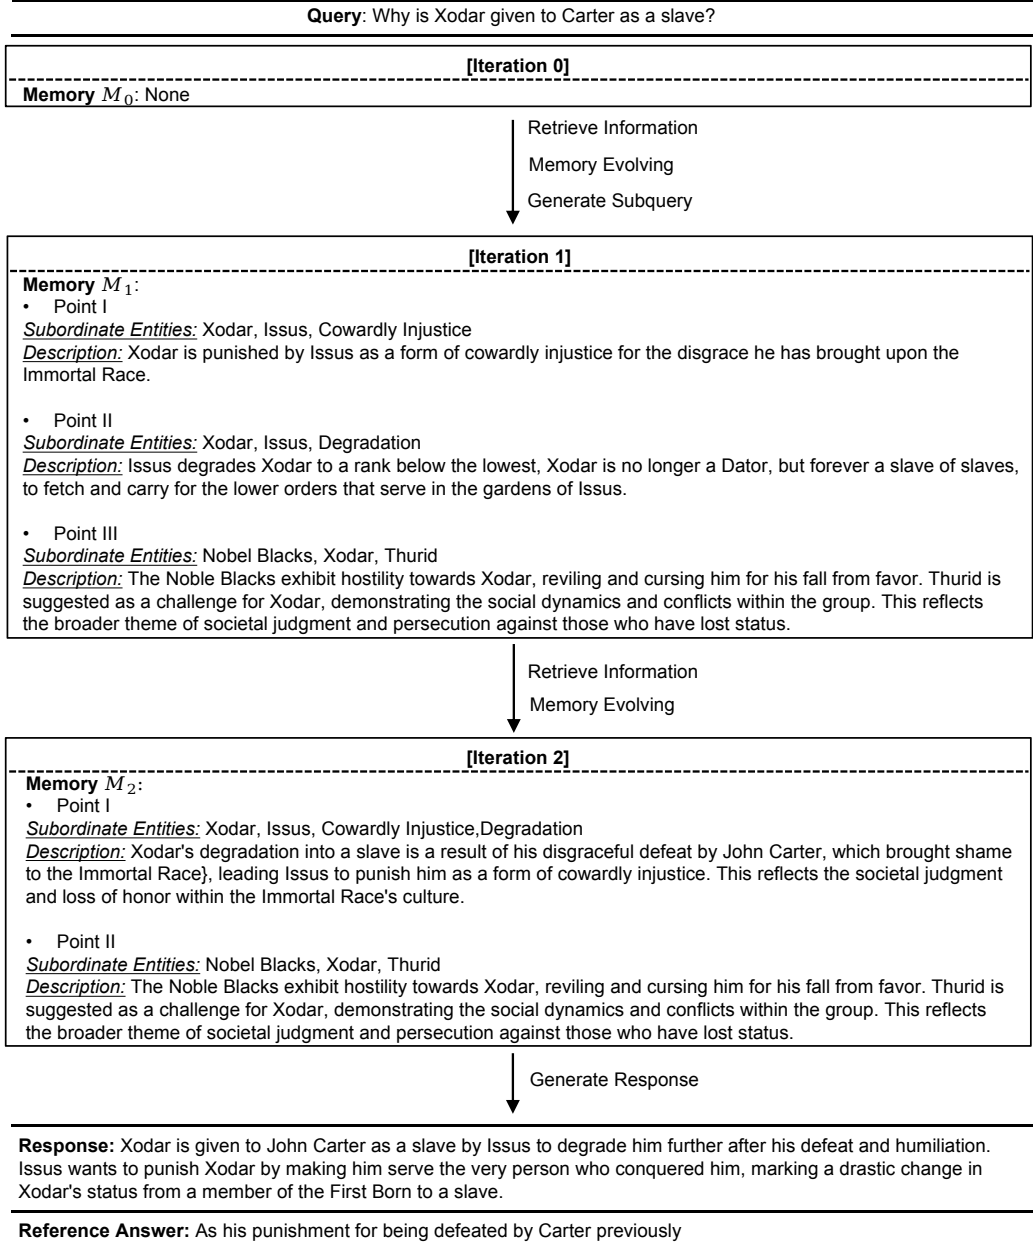 Query: Why is Xodar given to Carter as a slave?
[Iteration 0]
Memory M0: None
Retrieve Information
Memory Evolving
Generate Subquery
[Iteration 1]
Memory M1:
• Point I
Subordinate Entities: Xodar, Issus, Cowardly Injustice
Description: Xodar is punished by Issus as a form of cowardly injustice for the disgrace he has brought upon the
Immortal Race.
• Point II
Subordinate Entities: Xodar, Issus, Degradation
Description: Issus degrades Xodar to a rank below the lowest, Xodar is no longer a Dator, but forever a slave of slaves,
to fetch and carry for the lower orders that serve in the gardens of Issus.
• Point III
Subordinate Entities: Nobel Blacks, Xodar, Thurid
Description: The Noble Blacks exhibit hostility towards Xodar, reviling and cursing him for his fall from favor. Thurid is
suggested as a challenge for Xodar, demonstrating the social dynamics and conflicts within the group. This reflects
the broader theme of societal judgment and persecution against those who have lost status.
Retrieve Information
Memory Evolving
[Iteration 2]
Memory M2:
• Point I
Subordinate Entities: Xodar, Issus, Cowardly Injustice,Degradation
Description: Xodar's degradation into a slave is a result of his disgraceful defeat by John Carter, which brought shame
to the Immortal Race}, leading Issus to punish him as a form of cowardly injustice. This reflects the societal judgment
and loss of honor within the Immortal Race's culture.
• Point II
Subordinate Entities: Nobel Blacks, Xodar, Thurid
Description: The Noble Blacks exhibit hostility towards Xodar, reviling and cursing him for his fall from favor. Thurid is
suggested as a challenge for Xodar, demonstrating the social dynamics and conflicts within the group. This reflects
the broader theme of societal judgment and persecution against those who have lost status.
Generate Response
Response: Xodar is given to John Carter as a slave by Issus to degrade him further after his defeat and humiliation.
Issus wants to punish Xodar by making him serve the very person who conquered him, marking a drastic change in
Xodar's status from a member of the First Born to a slave.
Reference Answer: As his punishment for being defeated by Carter previously